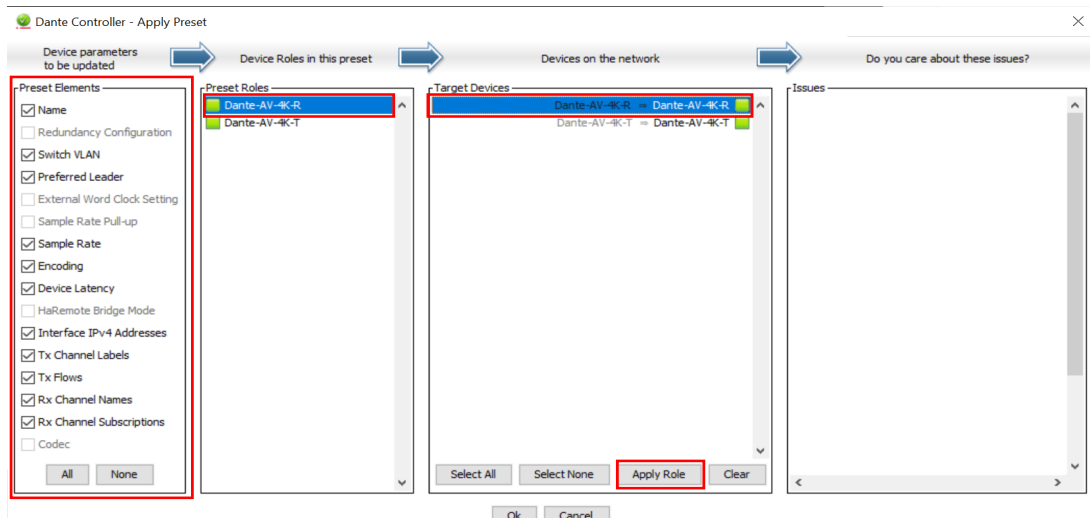 Dante Controller - Apply Preset
Device parameters
to be updated
Device Roles in this preset
Devices on the network
Do you care about these issues?
Preset Elements
Name
Redundancy Configuration
Switch VLAN
Preferred Leader
External Word Clock Setting
Sample Rate Pull-up
Sample Rate
Encoding
Device Latency
HaRemote Bridge Mode
Interface IPv4 Addresses
Tx Channel Labels
Tx Flows
Rx Channel Names
Rx Channel Subscriptions
Codec
All None
Preset Roles
Dante-AV-4K-R
Dante-AV-4K-T
Target Devices
Dante-AV-4K-R = Dante-AV-4K-R
Dante-AV-4K-T = Dante-AV-4K-T
Select All Select None Apply Role Clear
Issues
Ok Cancel